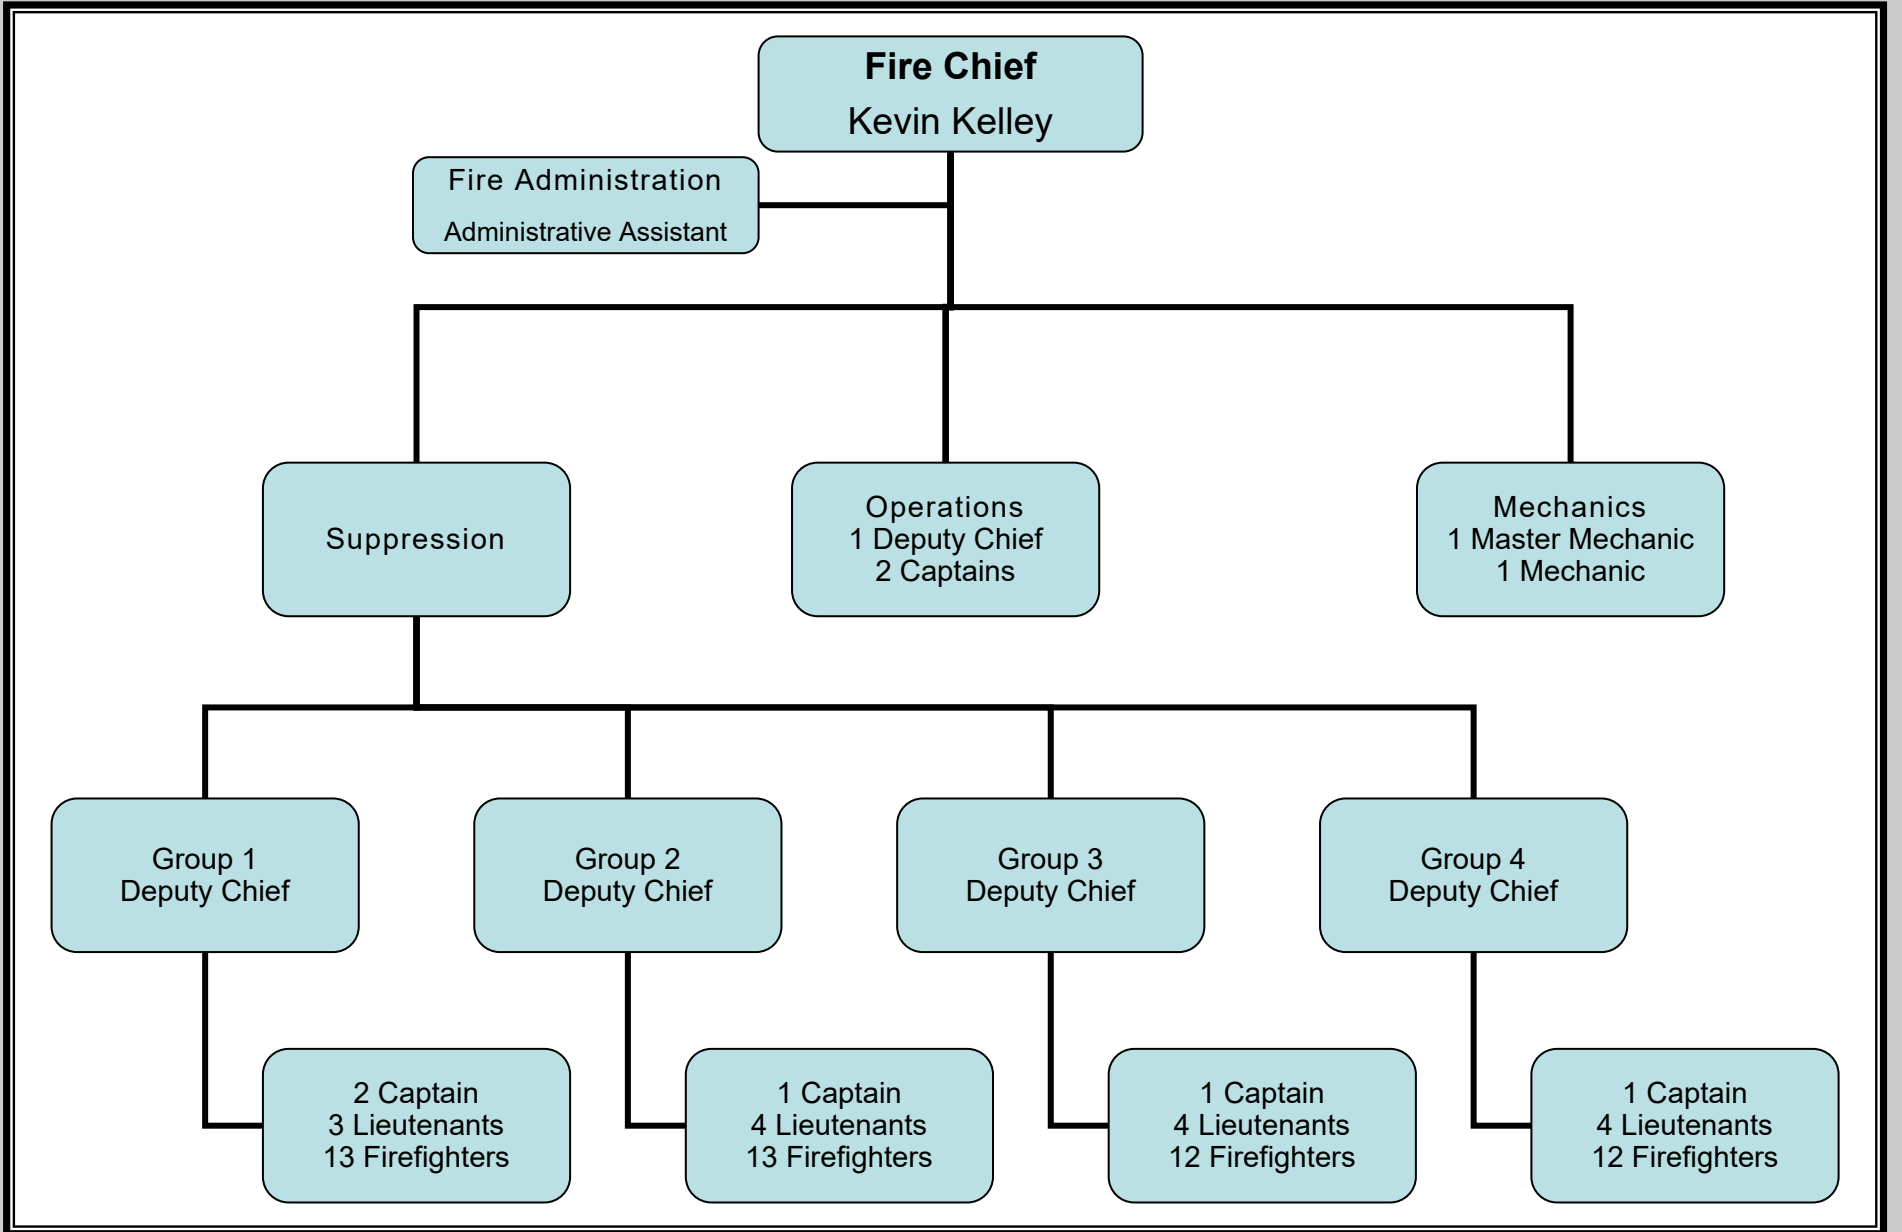 Fire Chief
Kevin Kelley
Fire Administration
Administrative Assistant
Suppression
Operations
1 Deputy Chief
2 Captains
Mechanics
1 Master Mechanic
1 Mechanic
Group 1
Deputy Chief
Group 2
Deputy Chief
Group 3
Deputy Chief
Group 4
Deputy Chief
2 Captain
3 Lieutenants
13 Firefighters
1 Captain
4 Lieutenants
13 Firefighters
1 Captain
4 Lieutenants
12 Firefighters
1 Captain
4 Lieutenants
12 Firefighters